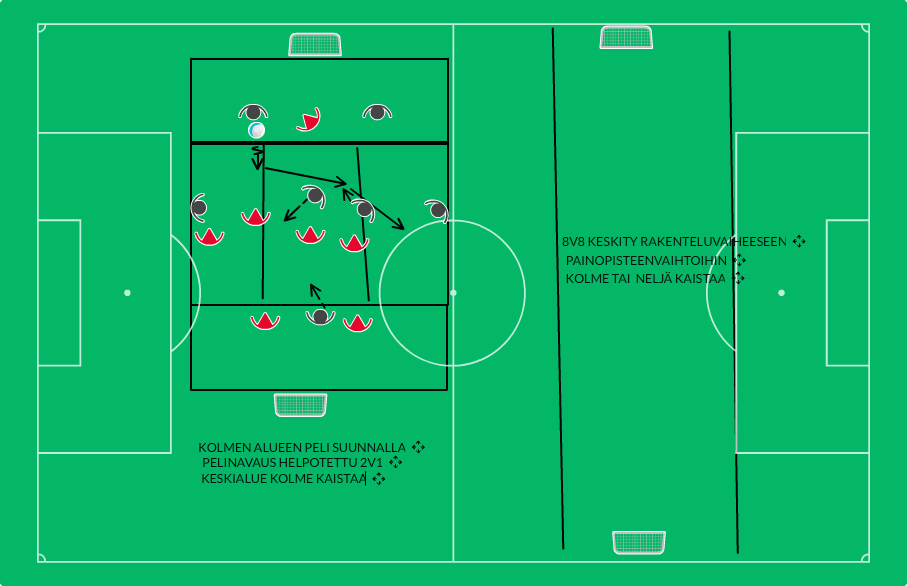 8V8 KESKITY RAKENTELUVAIHEESEEN
PAINOPISTEENVAIHTOIHIN
KOLME TAI NELJÄ KAISTAA
KOLMEN ALUEEN PELI SUUNNALLA
PELINAVAUS HELPOTETTU 2V1
KESKIALUE KOLME KAISTAA